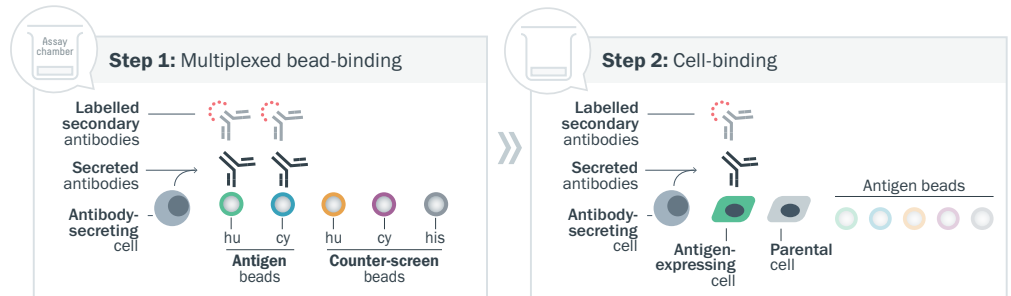 Assay
chamber
Step 1: Multiplexed bead-binding
Labelled
secondary
antibodies
Secreted
antibodies
Antibody-
secreting
cell
hu
cy
hu
cy
his
Antigen
beads
Counter-screen
beads
Step 2: Cell-binding
Labelled
secondary
antibodies
Secreted
antibodies
Antibody-
secreting
cell
Antigen-
expressing
cell
Parental
cell
Antigen beads